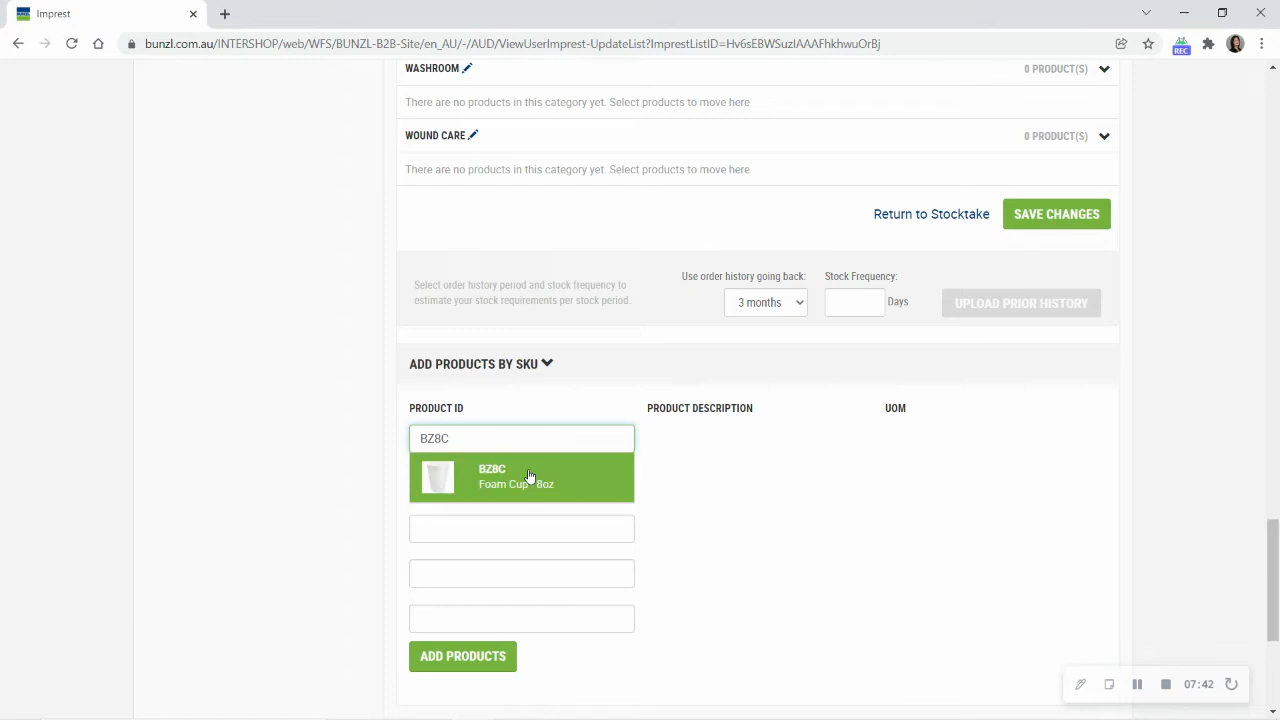 Imprest
bunzl.com.au/INTERSHOP/web/WFS/BUNZL-B2B-Site/en_AU/-/AUD/ViewUserImprest-UpdateList?ImprestListID=Hv6sEBWSuzIAAAFhkhwuOrBj
REC
WASHROOM 0 PRODUCT(S)
There are no products in this category yet. Select products to move here
WOUND CARE 0 PRODUCT(S)
There are no products in this category yet. Select products to move here
Return to Stocktake SAVE CHANGES
Select order history period and stock frequency to
estimate your stock requirements per stock period.
Use order history going back: Stock Frequency:
3 months Days UPLOAD PRIOR HISTORY
ADD PRODUCTS BY SKU
PRODUCT ID PRODUCT DESCRIPTION UOM
BZ8C
BZ8C
Foam Cup 8oz
ADD PRODUCTS
07:42